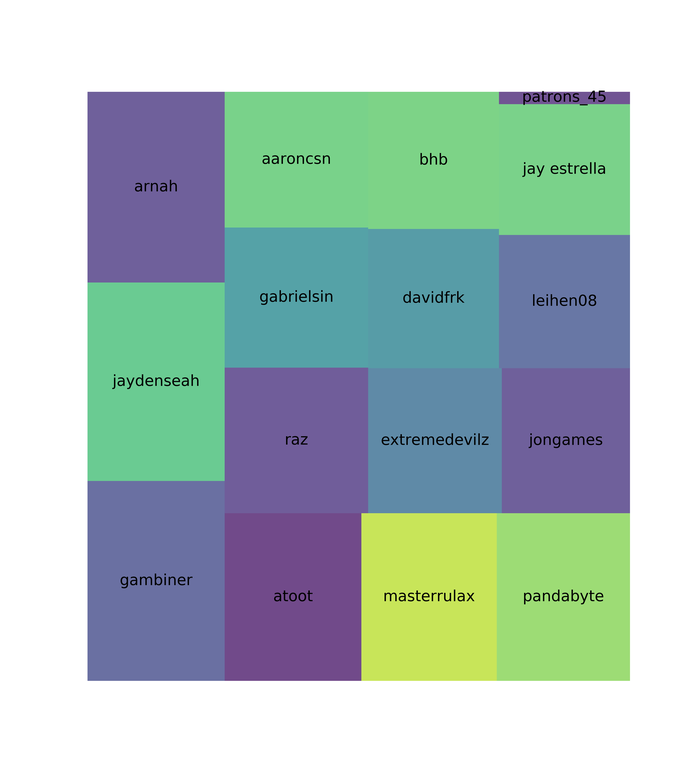 patrons_45
aaroncsn
bhb
jay estrella
arnah
gabrielsin
davidfrk
leihen08
jaydenseah
raz
extremedevilz
jongames
gambiner
atoot
masterrulax
pandabyte